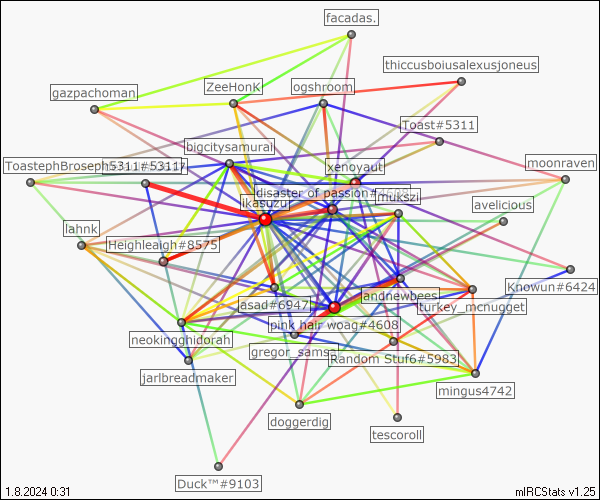 facadas.
thiccusboiusalexusjoneus
gazpachoman
ZeeHonK
ogshroom
Toast#5311
bigcitysamurai
ToastephBroseph5311#5311
xenoyaut
moonraven
disaster of passion
mukszi
ikasuzur
avelicious
lahnk
Heighleaigh#8575
Knowun#6424
asad#6947
andnewbees
turkey_mcnugget
pink hair woag#4608
neokingghidorah
gregor_samsa
Random Stuf6#5983
jarlbreadmaker
mingus4742
doggerdig
tescoroll
Duck™#9103
1.8.2024 0:31
mIRCStats v1.25